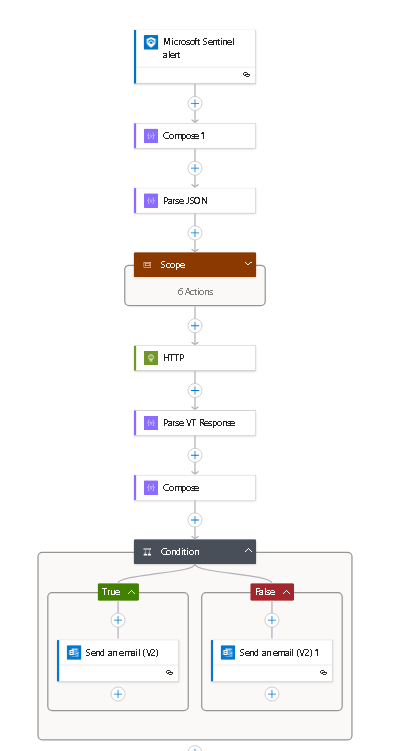 Microsoft Sentinel
alert
Compose 1
Parse JSON
Scope
6 Actions
HTTP
Parse VT Response
Compose
Condition
True
False
Send an email (V2)
Send an email (V2) 1